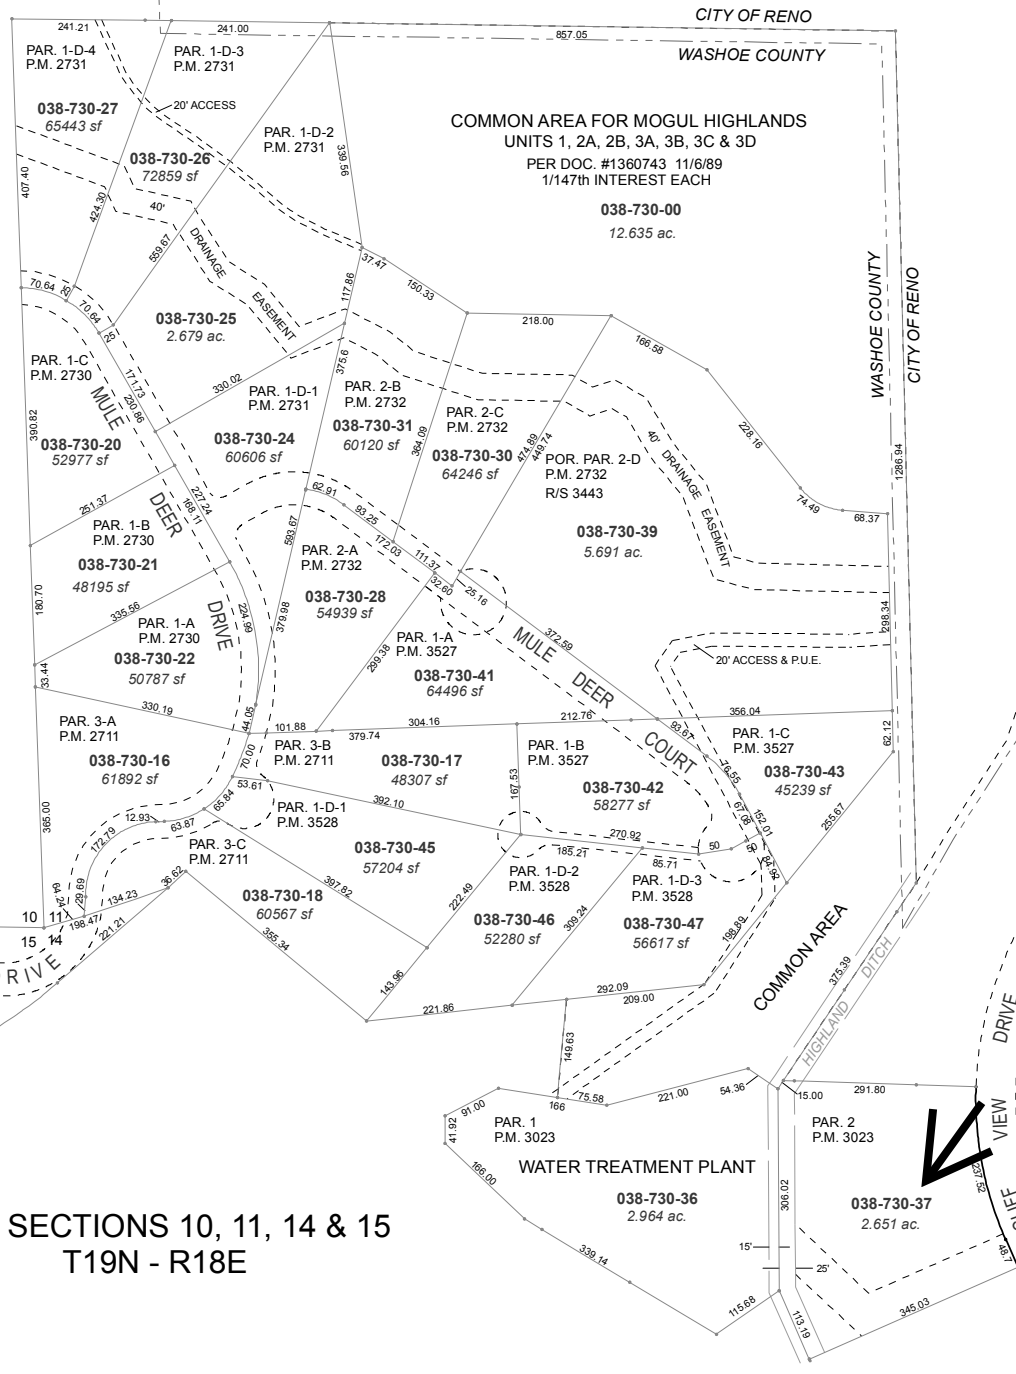 CITY OF RENO
241.21
241.00
857.05
WASHOE COUNTY
PAR. 1-D-4
P.M. 2731
PAR. 1-D-3
P.M. 2731
038-730-27
65443 sf
20' ACCESS
PAR. 1-D-2
P.M. 2731
339.56
COMMON AREA FOR MOGUL HIGHLANDS
UNITS 1, 2A, 2B, 3A, 3B, 3C & 3D
PER DOC. #1360743 11/6/89
1/147th INTEREST EACH
038-730-00
12.635 ac.
038-730-26
72859 sf
407.40
424.30
40'
559.67
DRAINAGE
EASEMENT
37.47
150.33
117.86
WASHOE COUNTY
CITY OF RENO
70.64
25
70.64
25
038-730-25
2.679 ac.
218.00
166.58
PAR. 1-C
P.M. 2730
171.73
230.86
330.02
375.6
MULE
PAR. 1-D-1
P.M. 2731
PAR. 2-B
P.M. 2732
PAR. 2-C
P.M. 2732
390.82
038-730-20
52977 sf
038-730-24
60606 sf
038-730-31
60120 sf
364.09
038-730-30
64246 sf
474.89
449.74
POR. PAR. 2-D
P.M. 2732
R/S 3443
40'
DRAINAGE
EASEMENT
228.16
1286.94
251.37
227.24
168.11
DEER
62.91
93.25
74.49
68.37
PAR. 1-B
P.M. 2730
038-730-21
48195 sf
593.67
172.03
PAR. 2-A
P.M. 2732
111.37
038-730-39
5.691 ac.
180.70
335.56
224.99
DRIVE
038-730-28
54939 sf
32.60
25.16
298.34
PAR. 1-A
P.M. 2730
038-730-22
50787 sf
379.98
299.38
PAR. 1-A
P.M. 3527
038-730-41
64496 sf
372.59
MULE
DEER
COURT
20' ACCESS & P.U.E.
33.44
330.19
44.05
101.88
379.74
304.16
212.76
93.67
356.04
62.12
PAR. 3-A
P.M. 2711
038-730-16
61892 sf
70.00
PAR. 3-B
P.M. 2711
038-730-17
48307 sf
PAR. 1-B
P.M. 3527
038-730-42
58277 sf
PAR. 1-C
P.M. 3527
038-730-43
45239 sf
76.55
53.61
392.10
167.53
67.08
152.01
255.67
365.00
12.93
65.84
63.87
172.79
PAR. 1-D-1
P.M. 3528
PAR. 3-C
P.M. 2711
038-730-45
57204 sf
270.92
185.21
85.71
50
50
84.92
64.24
29.69
134.23
36.62
038-730-18
60567 sf
397.82
222.49
PAR. 1-D-2
P.M. 3528
038-730-46
52280 sf
PAR. 1-D-3
P.M. 3528
038-730-47
56617 sf
309.24
198.89
10 11
15 14
198.47
221.21
RIVE
355.34
143.96
221.86
292.09
209.00
COMMON AREA
375.39
HIGHLAND
DITCH
DRIVE
149.63
54.36
15.00
291.80
91.00
166
75.58
221.00
41.92
PAR. 1
P.M. 3023
PAR. 2
P.M. 3023
VIEW
166.00
WATER TREATMENT PLANT
038-730-36
2.964 ac.
306.02
038-730-37
2.651 ac.
237.52
SECTIONS 10, 11, 14 & 15
T19N - R18E
339.14
15'
25'
48.7
115.68
113.19
345.03